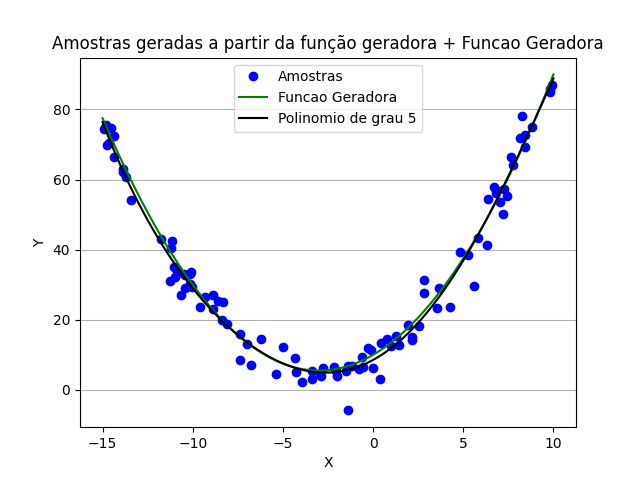 Amostras geradas a partir da função geradora + Funcao Geradora
Amostras
Funcao Geradora
Polinomio de grau 5
Y
80
60
40
20
0
−15
−10
−5
0
5
10
X